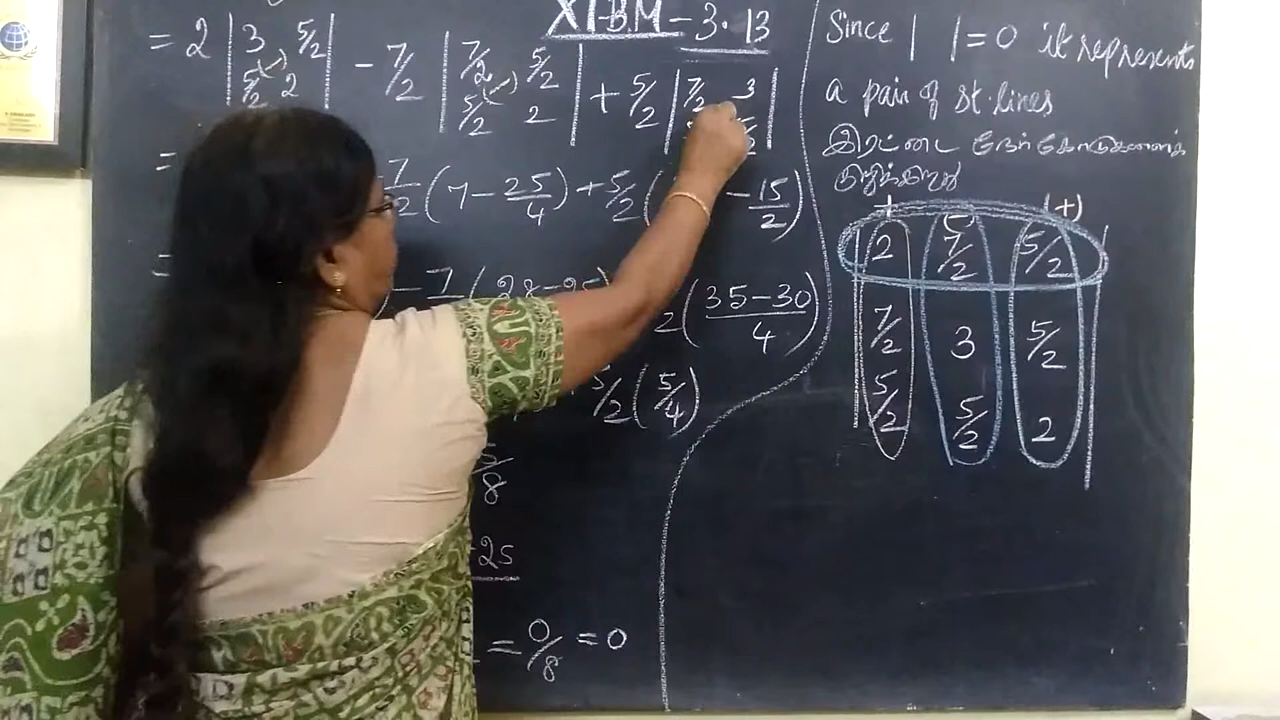 XI-BM-3.13
= 2 | 3 5/2 | - 7/2 | 7/2 5/2 | + 5/2 | 7/2 3
5/2 2 | 5/2 2 |
= 7/2 (7 - 25/4) + 5/2 ( - 15/2)
= - 7/ (28-25) 2 (35-30/4)
5/2 (5/4)
5/8
-25
= 0/8 = 0
Since | | = 0 it represents
a pair of st. lines
இரட்டை நேர்கோடுகளைக்
குறிக்கிறது
+ (+)
2 7/2 5/2
7/2 3 5/2
5/2 5/2 2